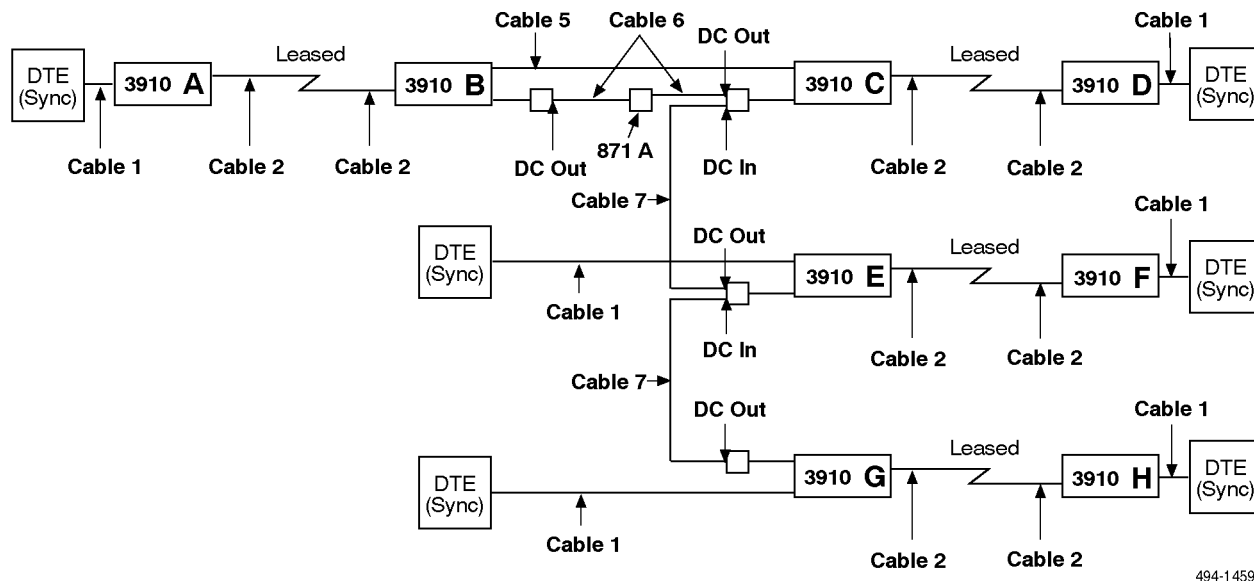 Cable 5
Cable 6
Cable 1
DC Out
Leased
Leased
DTE
(Sync)
3910 A
3910 B
3910 C
3910 D
DTE
(Sync)
Cable 1
Cable 2
Cable 2
DC Out
871 A
DC In
Cable 2
Cable 2
Cable 7
Cable 1
DTE
(Sync)
DC Out
Leased
3910 E
3910 F
DTE
(Sync)
Cable 1
DC In
Cable 2
Cable 2
Cable 7
DC Out
Cable 1
Leased
DTE
(Sync)
3910 G
3910 H
DTE
(Sync)
Cable 1
Cable 2
Cable 2
494-1459